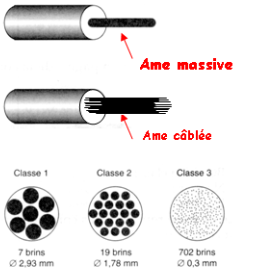 Ame massive
Ame câblée
Classe 1
Classe 2
Classe 3
7 brins
19 brins
702 brins
∅ 2,93 mm
∅ 1,78 mm
∅ 0,3 mm